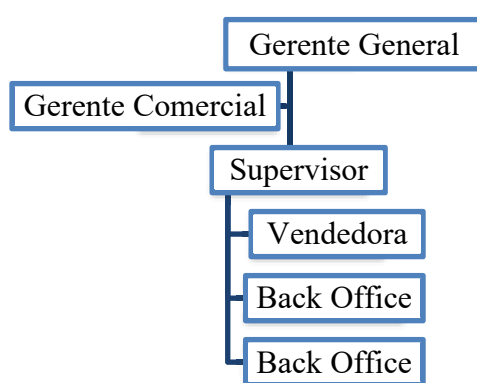 Gerente General
Gerente Comercial
Supervisor
Vendedora
Back Office
Back Office